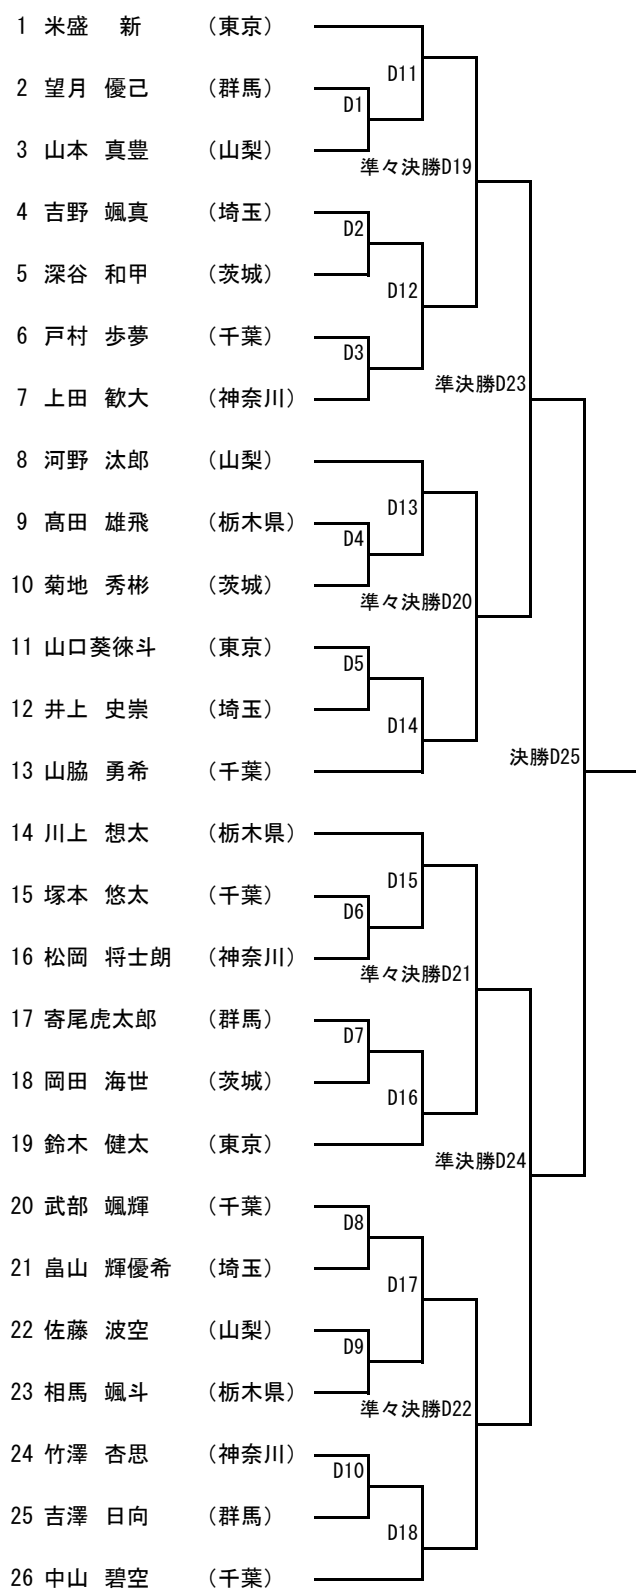 1 米盛 新 （東京）
D11
2 望月 優己 （群馬）
D1
3 山本 真豊 （山梨）
準々決勝D19
4 吉野 颯真 （埼玉）
D2
5 深谷 和甲 （茨城）
D12
6 戸村 歩夢 （千葉）
D3
準決勝D23
7 上田 歓大 （神奈川）
8 河野 汰郎 （山梨）
D13
9 髙田 雄飛 （栃木県）
D4
10 菊地 秀彬 （茨城）
準々決勝D20
11 山口葵徠斗 （東京）
D5
12 井上 史崇 （埼玉）
D14
決勝D25
13 山脇 勇希 （千葉）
14 川上 想太 （栃木県）
D15
15 塚本 悠太 （千葉）
D6
16 松岡 将士朗 （神奈川）
準々決勝D21
17 寄尾虎太郎 （群馬）
D7
18 岡田 海世 （茨城）
D16
19 鈴木 健太 （東京）
準決勝D24
20 武部 颯輝 （千葉）
D8
21 畠山 輝優希 （埼玉）
D17
22 佐藤 波空 （山梨）
D9
23 相馬 颯斗 （栃木県）
準々決勝D22
24 竹澤 杏思 （神奈川）
D10
25 吉澤 日向 （群馬）
D18
26 中山 碧空 （千葉）